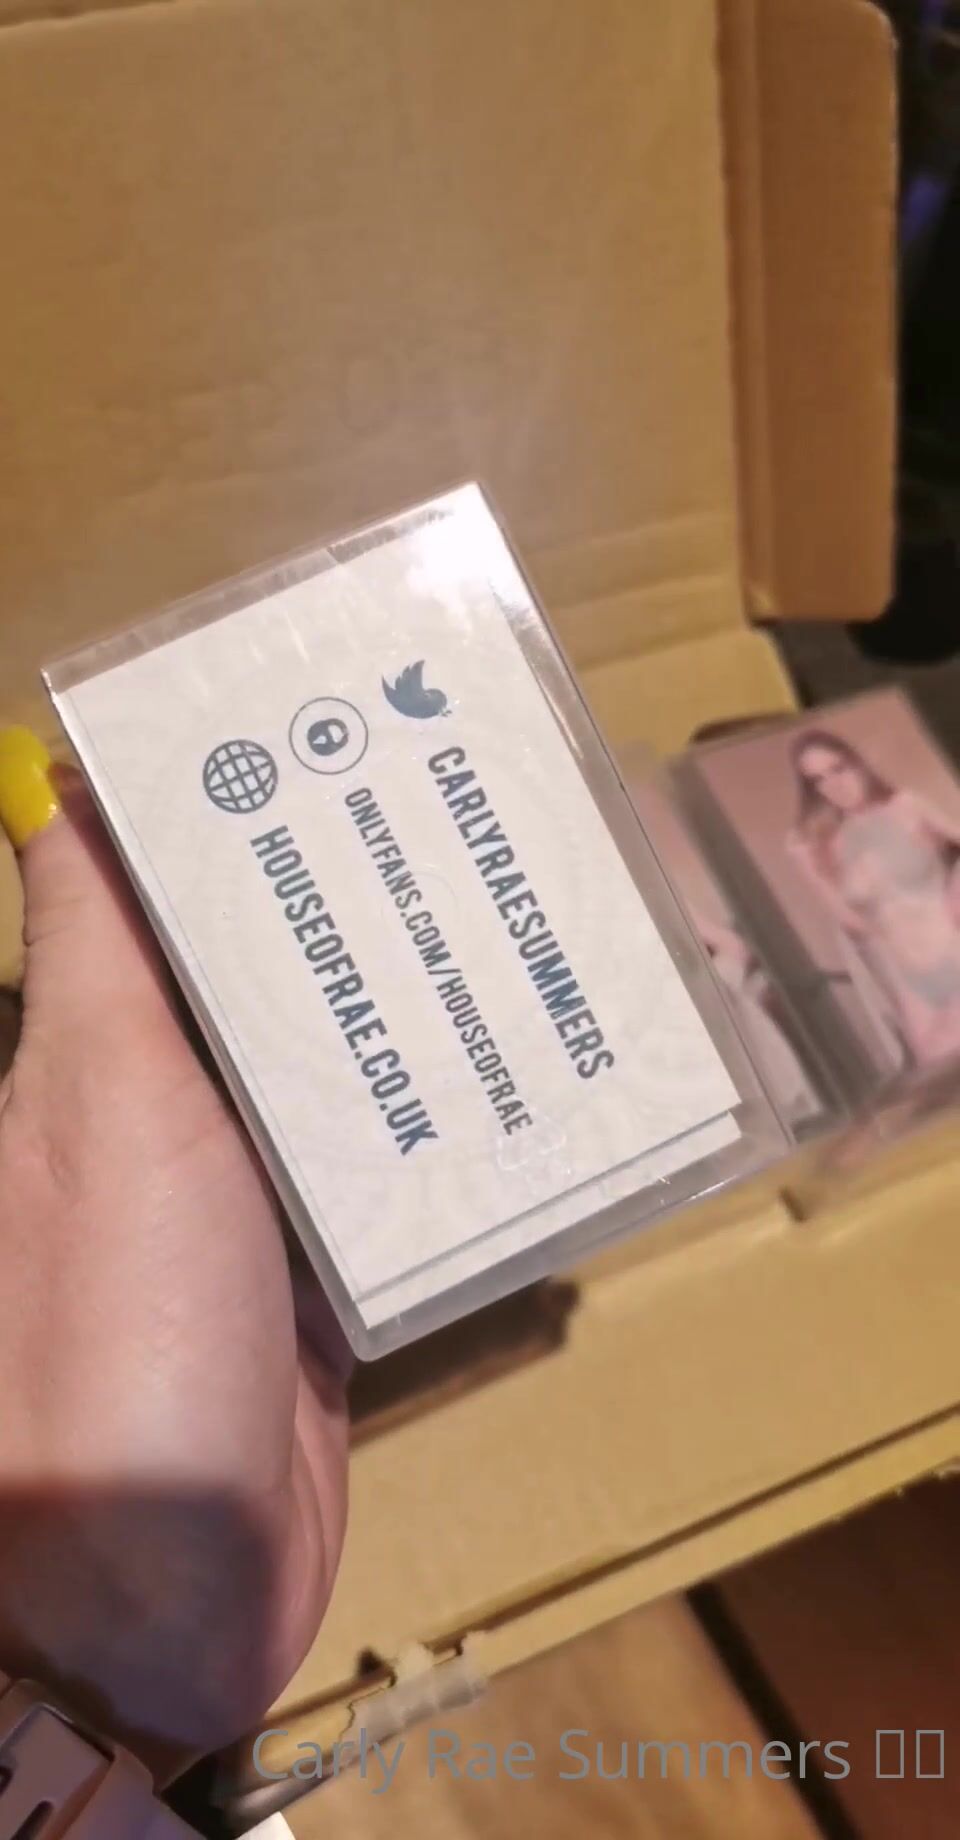 CARLYRAESUMMERS
ONLYFANS.COM/HOUSEOFRAE
HOUSEOFRAE.CO.UK
Carly Rae Summers